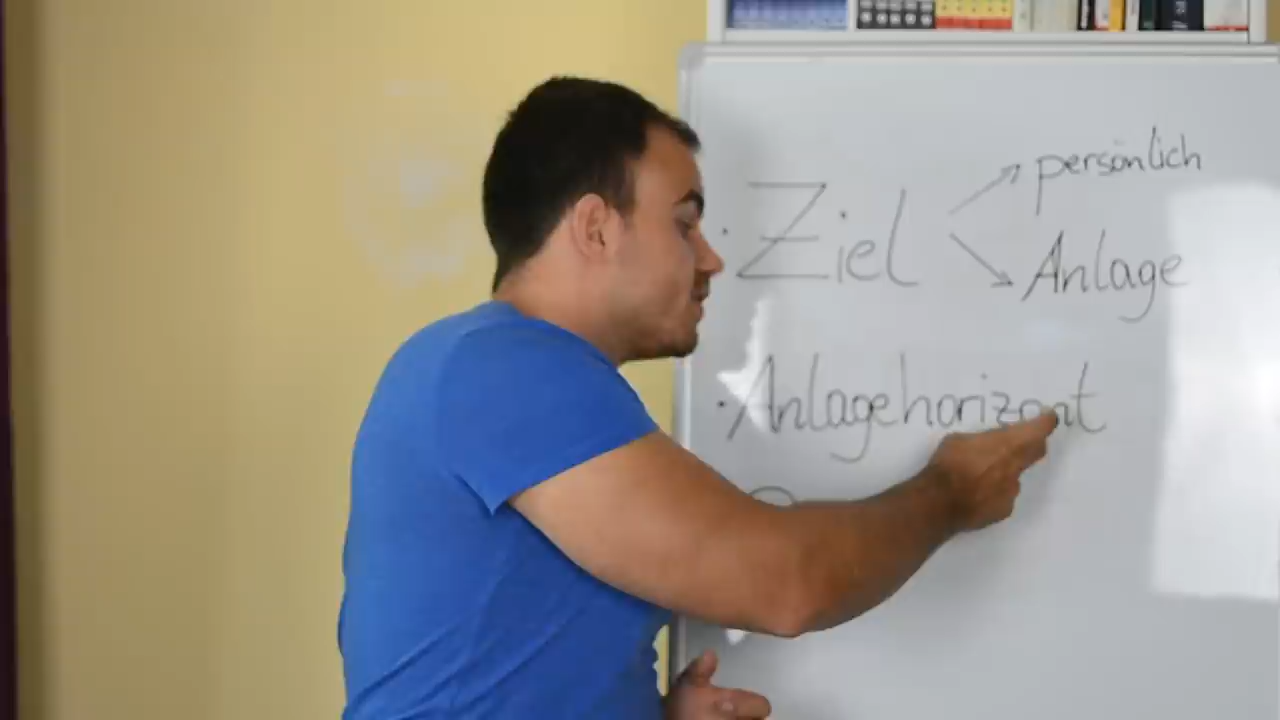 persönlich
· Ziel
Anlage
· Anlagehorizont